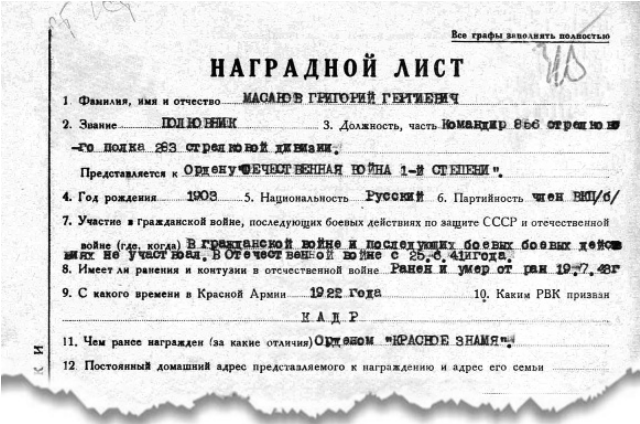 Все графы заполнять полностью
НАГРАДНОЙ ЛИСТ
1. Фамилия, имя и отчество МАСАНОВ ГРИГОРИЙ ГЕРГИЕВИЧ
2. Звание ПОЛКОВНИК 3. Должность, часть Командир 856 стрелково
-го полка 283 стрелковой дивизии.
Представляется к Ордену "ОТЕЧЕСТВЕННАЯ ВОЙНА 1-й СТЕПЕНИ".
4. Год рождения 1903 5. Национальность Русский 6. Партийность член ВКП/б/
7. Участие в гражданской войне, последующих боевых действиях по защите СССР и отечественной
войне (где, когда) В Гражданской войне и последующих боевых боевых дейст
виях не участвовал. В Отечественной войне с 25.6.41 года.
8. Имеет ли ранения и контузии в отечественной войне Ранен и умер от ран 19.7.43г
9. С какого времени в Красной Армии 1922 года 10. Каким РВК призван
КАДР
11. Чем ранее награжден (за какие отличия) Орденом "КРАСНОЕ ЗНАМЯ".
12. Постоянный домашний адрес представляемого к награждению и адрес его семьи